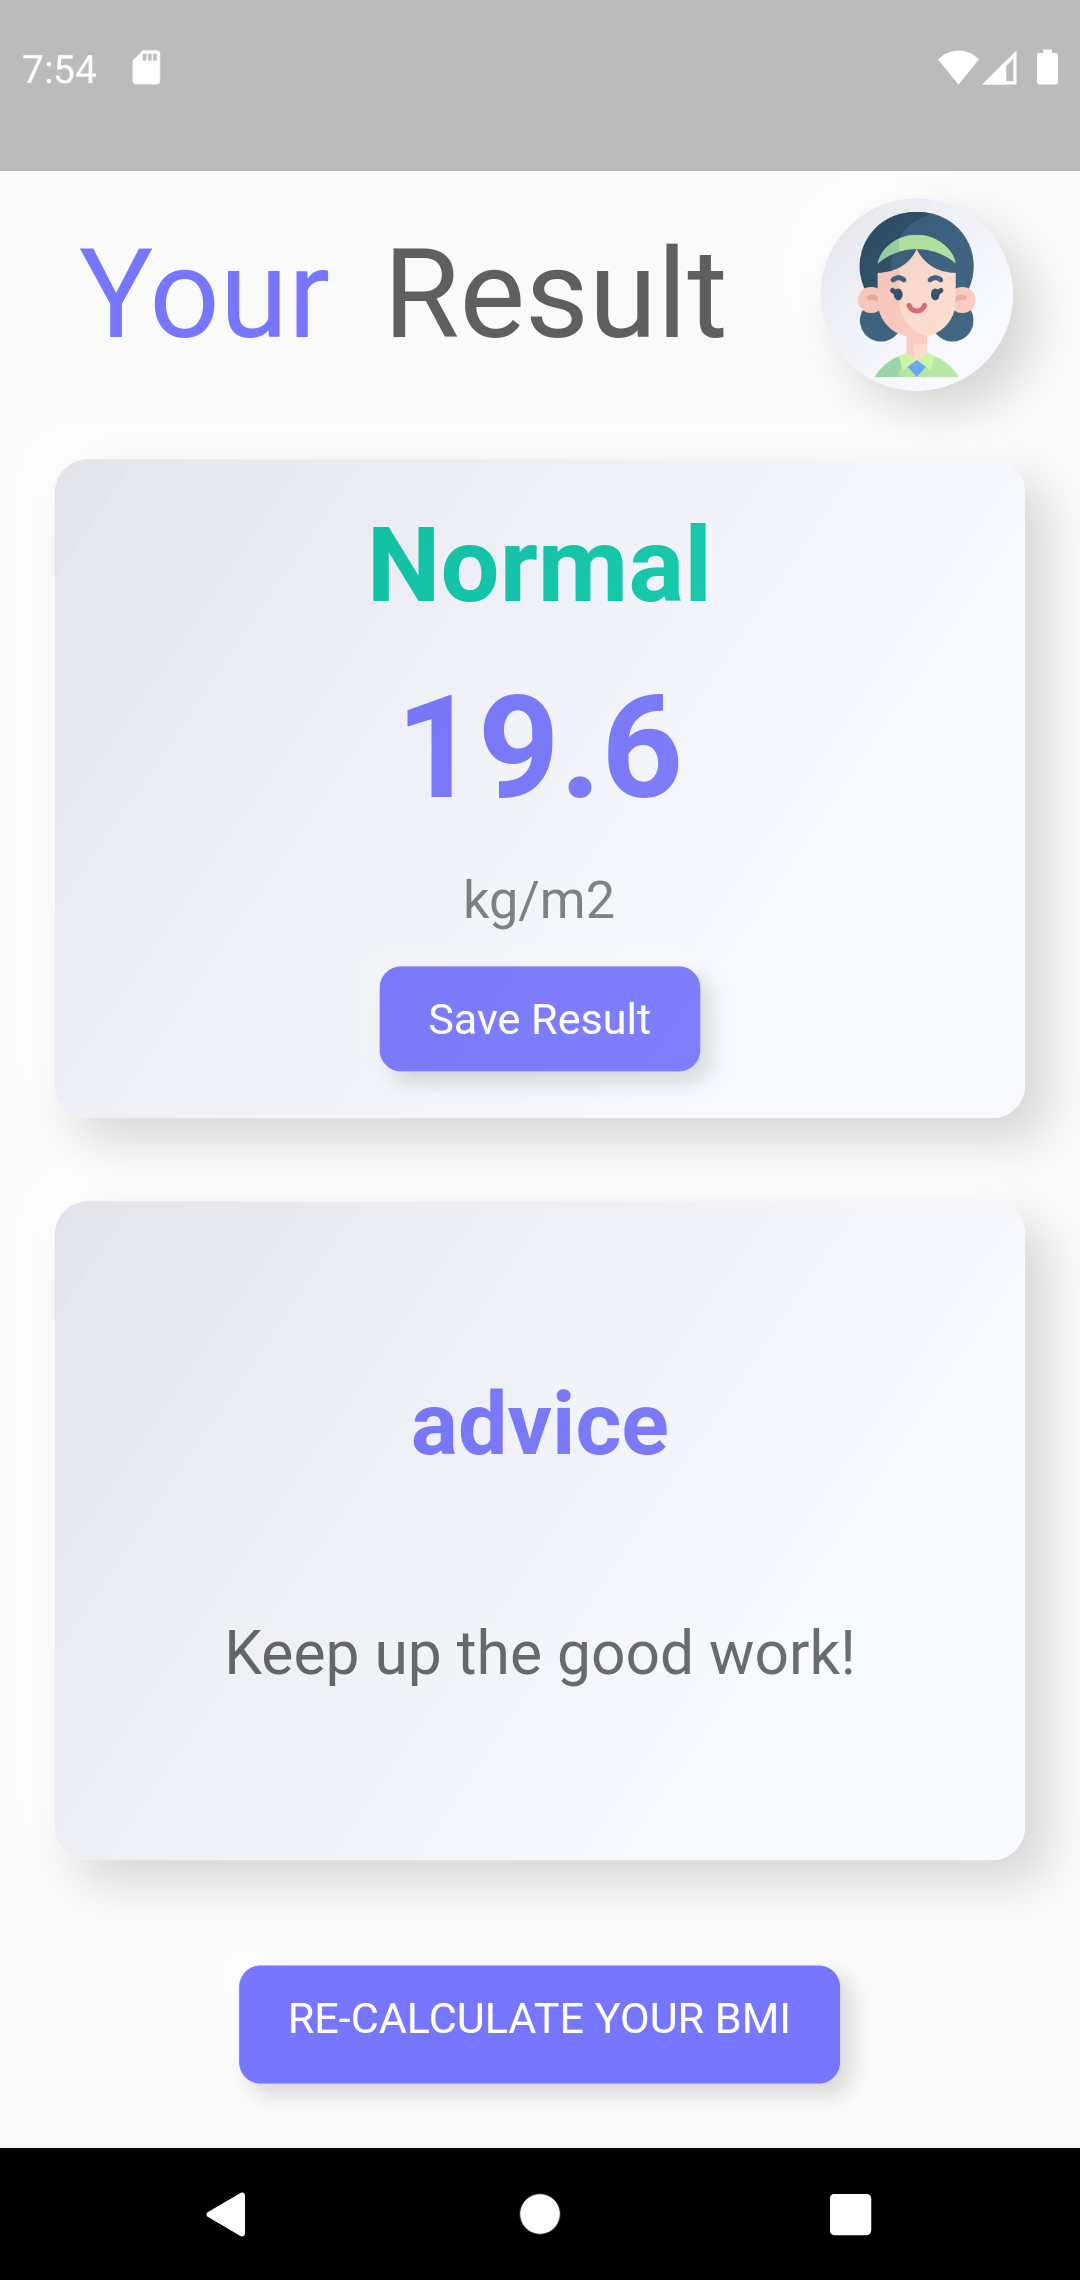 7:54
Your Result
Normal
19.6
kg/m2
Save Result
advice
Keep up the good work!
RE-CALCULATE YOUR BMI